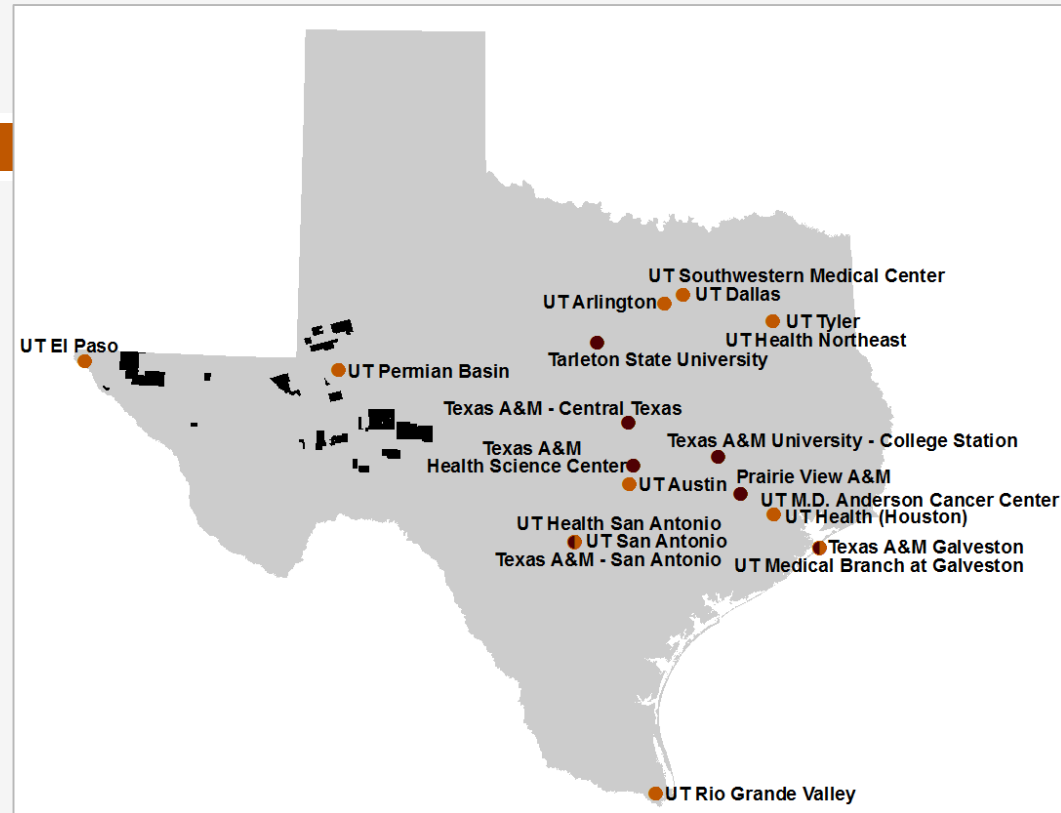 UT Southwestern Medical Center
UT Dallas
UT Arlington
UT Tyler
UT Health Northeast
UT El Paso
Tarleton State University
UT Permian Basin
Texas A&M - Central Texas
Texas A&M University - College Station
Texas A&M
Health Science Center
Prairie View A&M
UT Austin
UT M.D. Anderson Cancer Center
UT Health (Houston)
UT Health San Antonio
UT San Antonio
Texas A&M - San Antonio
Texas A&M Galveston
UT Medical Branch at Galveston
UT Rio Grande Valley